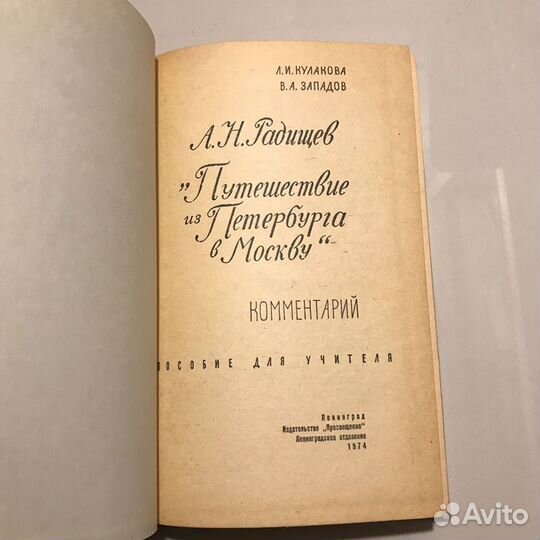 Л.И. КУЛАКОВА
В.А. ЗАПАДОВ
А.Н. Радищев
„Путешествие
из Петербурга
в Москву“
КОММЕНТАРИЙ
ПОСОБИЕ ДЛЯ УЧИТЕЛЯ
Ленинград
Издательство „Просвещение“
Ленинградское отделение
1974
Avito